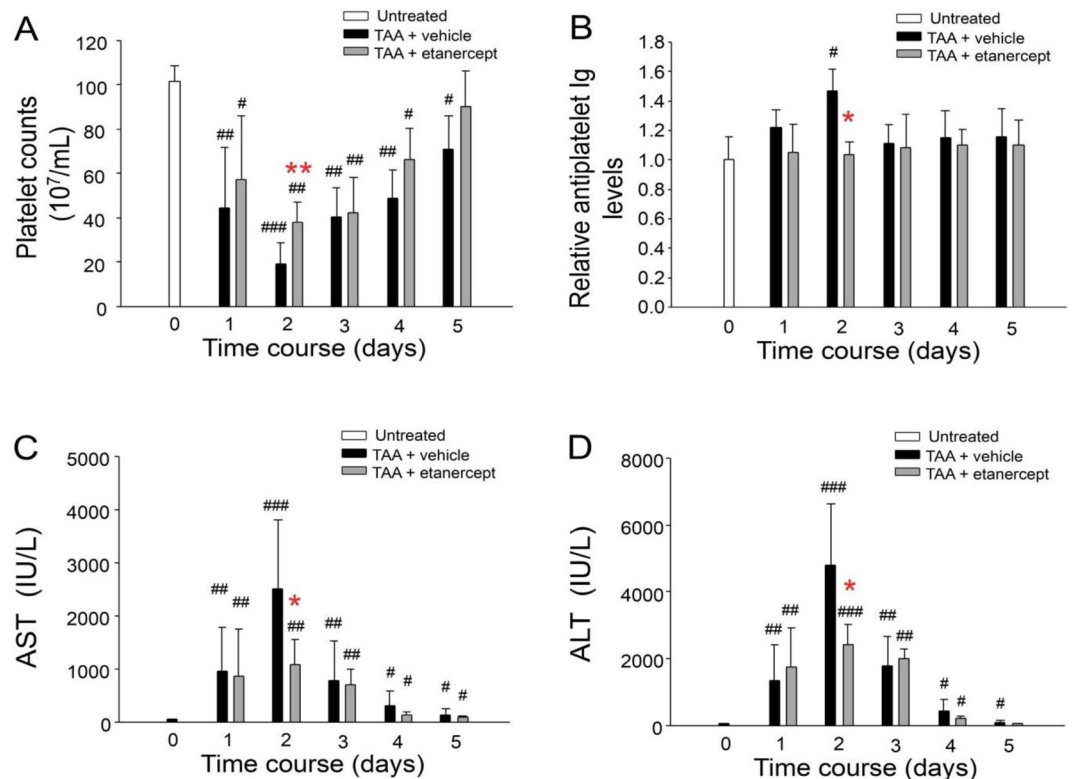 A
Untreated
TAA + vehicle
TAA + etanercept
Platelet counts
(10⁷/mL)
120
100
80
60
40
20
0
##
#
###
**
##
##
##
##
#
#
0 1 2 3 4 5
Time course (days)
B
Untreated
TAA + vehicle
TAA + etanercept
Relative antiplatelet Ig
levels
1.8
1.6
1.4
1.2
1.0
0.8
0.6
0.4
0.2
0.0
#
*
0 1 2 3 4 5
Time course (days)
C
Untreated
TAA + vehicle
TAA + etanercept
AST (IU/L)
5000
4000
3000
2000
1000
0
##
##
###
*
##
##
##
#
#
#
#
0 1 2 3 4 5
Time course (days)
D
Untreated
TAA + vehicle
TAA + etanercept
ALT (IU/L)
8000
6000
4000
2000
0
##
##
###
*
###
##
##
#
#
#
0 1 2 3 4 5
Time course (days)